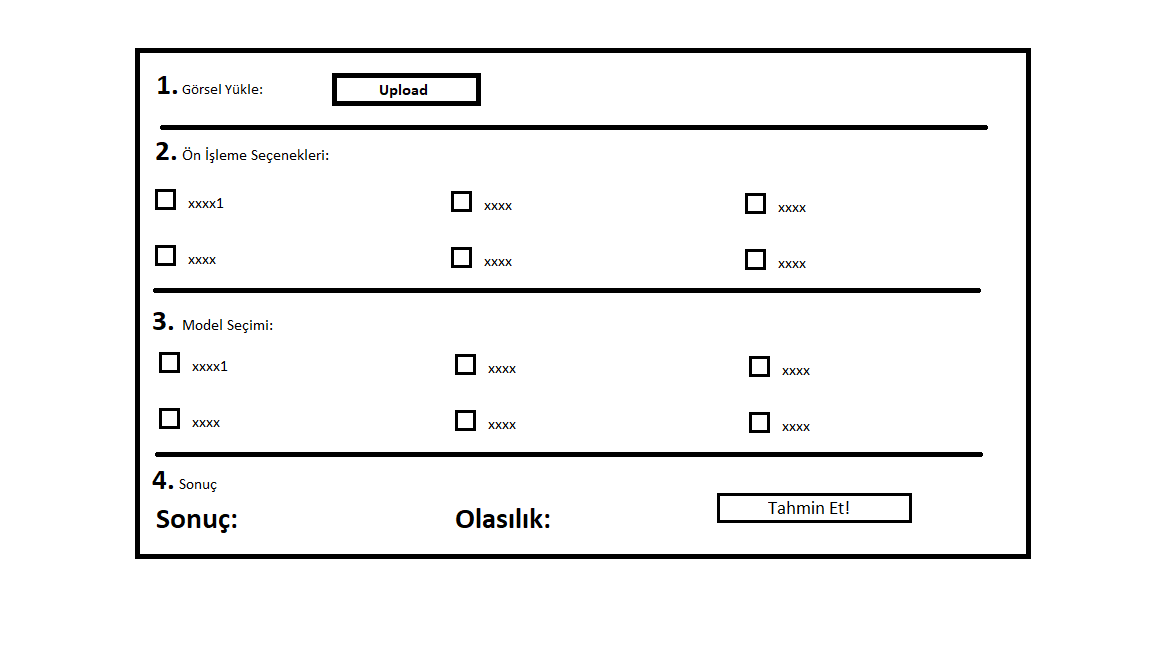 1. Görsel Yükle: Upload
2. Ön İşleme Seçenekleri:
xxxx1 xxxx xxxx
xxxx xxxx xxxx
3. Model Seçimi:
xxxx1 xxxx xxxx
xxxx xxxx xxxx
4. Sonuç
Sonuç: Olasılık: Tahmin Et!